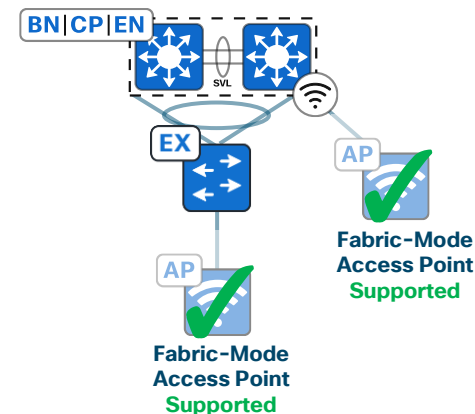 BN|CP|EN
SVL
EX
AP
Fabric-Mode
Access Point
Supported
AP
Fabric-Mode
Access Point
Supported